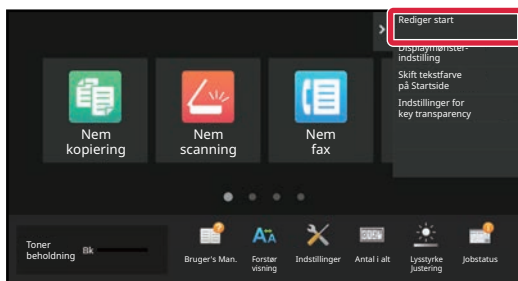 Rediger start
Displaymønster-
indstilling
Skift tekstfarve
på Startside
Indstillinger for
key transparency
Nem
kopiering
Nem
scanning
Nem
fax
Toner
beholdning
Bk
Bruger's Man.
Forstør
visning
Indstillinger
Antal i alt
Lysstyrke
Justering
Jobstatus